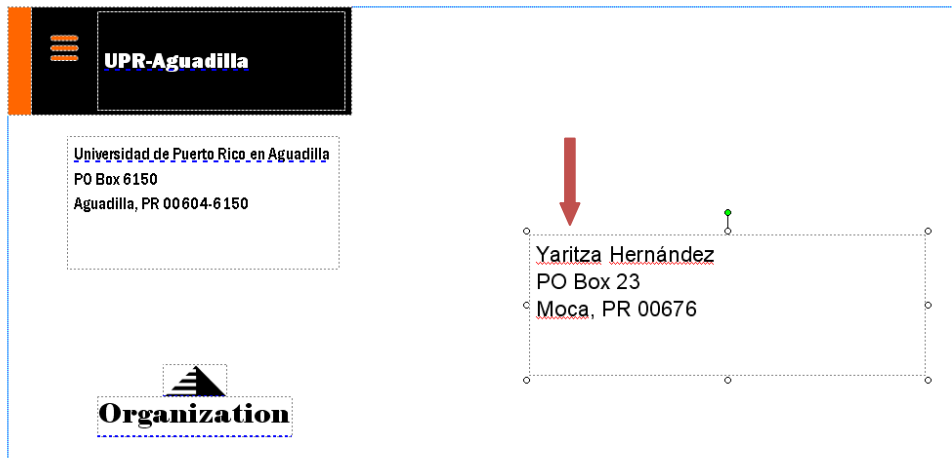 UPR-Aguadilla
Universidad de Puerto Rico en Aguadilla
PO Box 6150
Aguadilla, PR 00604-6150
Yaritza Hernández
PO Box 23
Moca, PR 00676
Organization